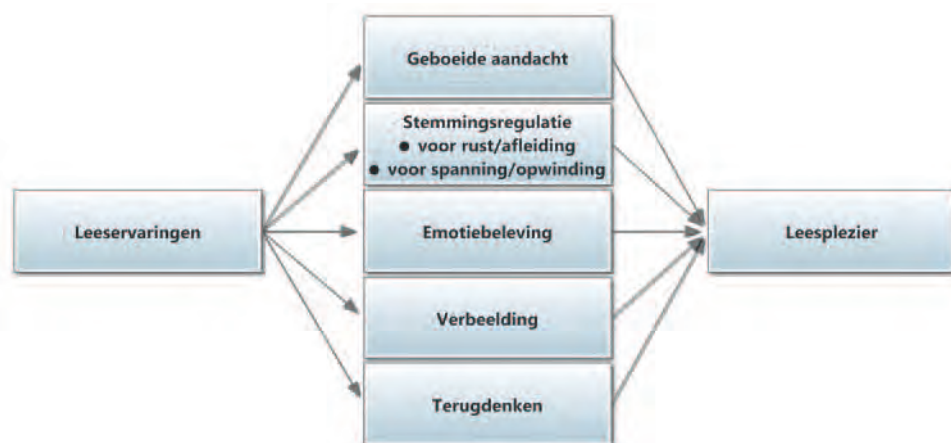 Geboeide aandacht
Stemmingsregulatie
● voor rust/afleiding
● voor spanning/opwinding
Leeservaringen
Emotiebeleving
Leesplezier
Verbeelding
Terugdenken